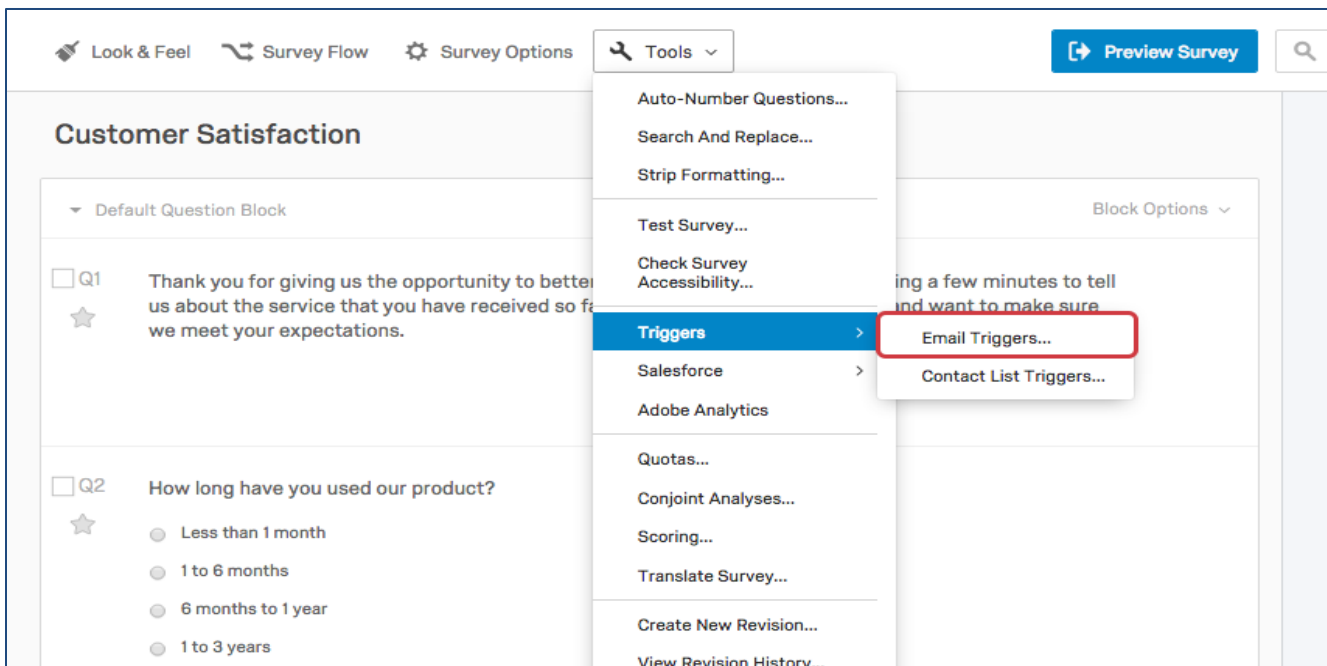 Look & Feel Survey Flow Survey Options Tools Preview Survey
Customer Satisfaction
Default Question Block
Block Options
Q1
Thank you for giving us the opportunity to better
us about the service that you have received so fa
we meet your expectations.
ing a few minutes to tell
and want to make sure
Q2
How long have you used our product?
Less than 1 month
1 to 6 months
6 months to 1 year
1 to 3 years
Auto-Number Questions...
Search And Replace...
Strip Formatting...
Test Survey...
Check Survey
Accessibility...
Triggers
Salesforce
Adobe Analytics
Quotas...
Conjoint Analyses...
Scoring...
Translate Survey...
Create New Revision...
View Revision History...
Email Triggers...
Contact List Triggers...